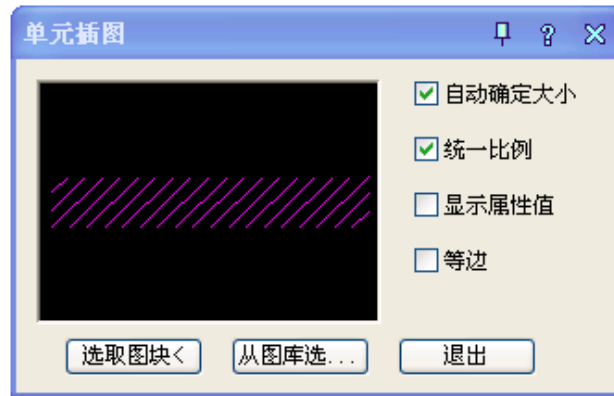 单元插图
自动确定大小
统一比例
显示属性值
等边
选取图块< 从图库选... 退出